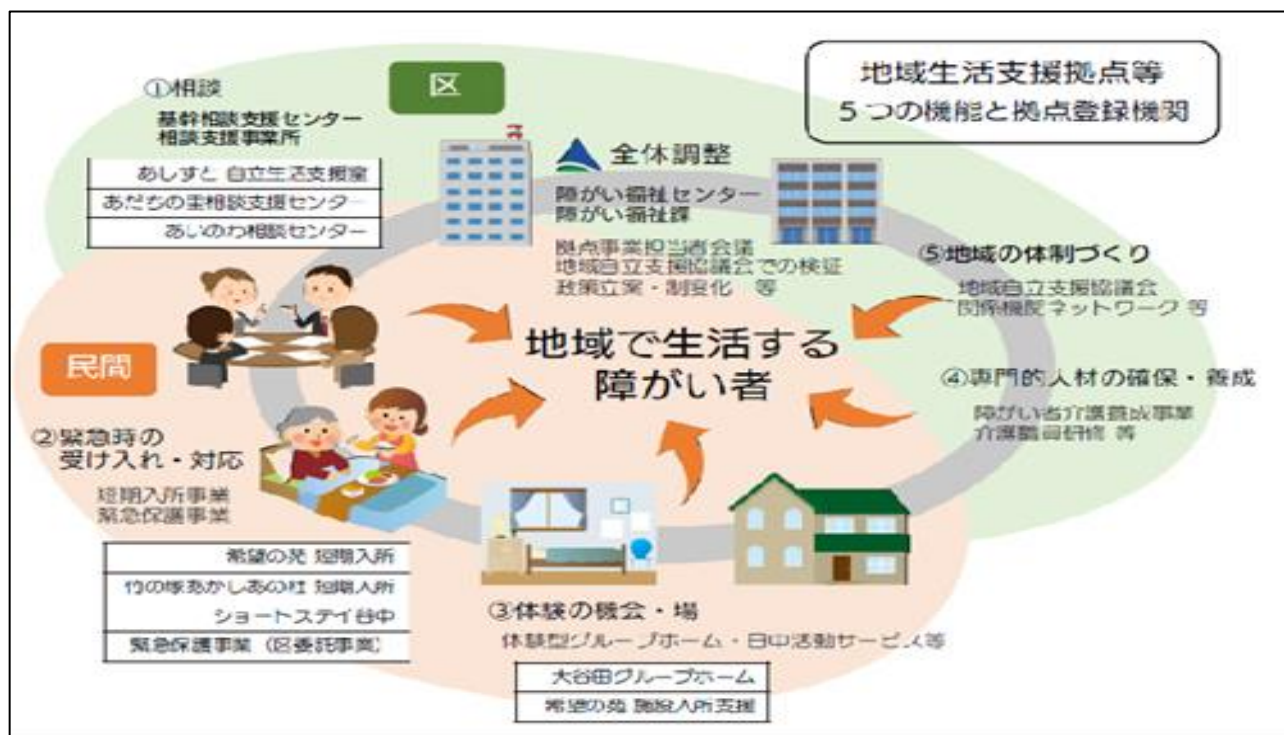 地域生活支援拠点等
5つの機能と拠点登録機関
区
①相談
基幹相談支援センター
相談支援事業所
あしすと 自立生活支援室
あだちの里相談支援センター
あいのわ相談センター
全体調整
障がい福祉センター
障がい福祉課
拠点事業担当者会議
地域自立支援協議会での検証
政策立案・制度化 等
⑤地域の体制づくり
地域自立支援協議会
関係機関ネットワーク 等
民間
地域で生活する
障がい者
④専門的人材の確保・養成
障がい者介護養成事業
介護職員研修 等
②緊急時の
受け入れ・対応
短期入所事業
緊急保護事業
希望の苑 短期入所
竹の塚あかしあの杜 短期入所
ショートステイ谷中
緊急保護事業（区委託事業）
③体験の機会・場
体験型グループホーム・日中活動サービス等
大谷田グループホーム
希望の苑 施設入所支援